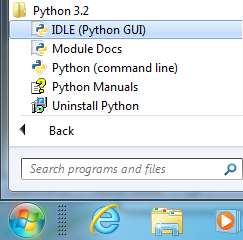 Python 3.2
IDLE (Python GUI)
Module Docs
Python (command line)
Python Manuals
Uninstall Python
Back
Search programs and files